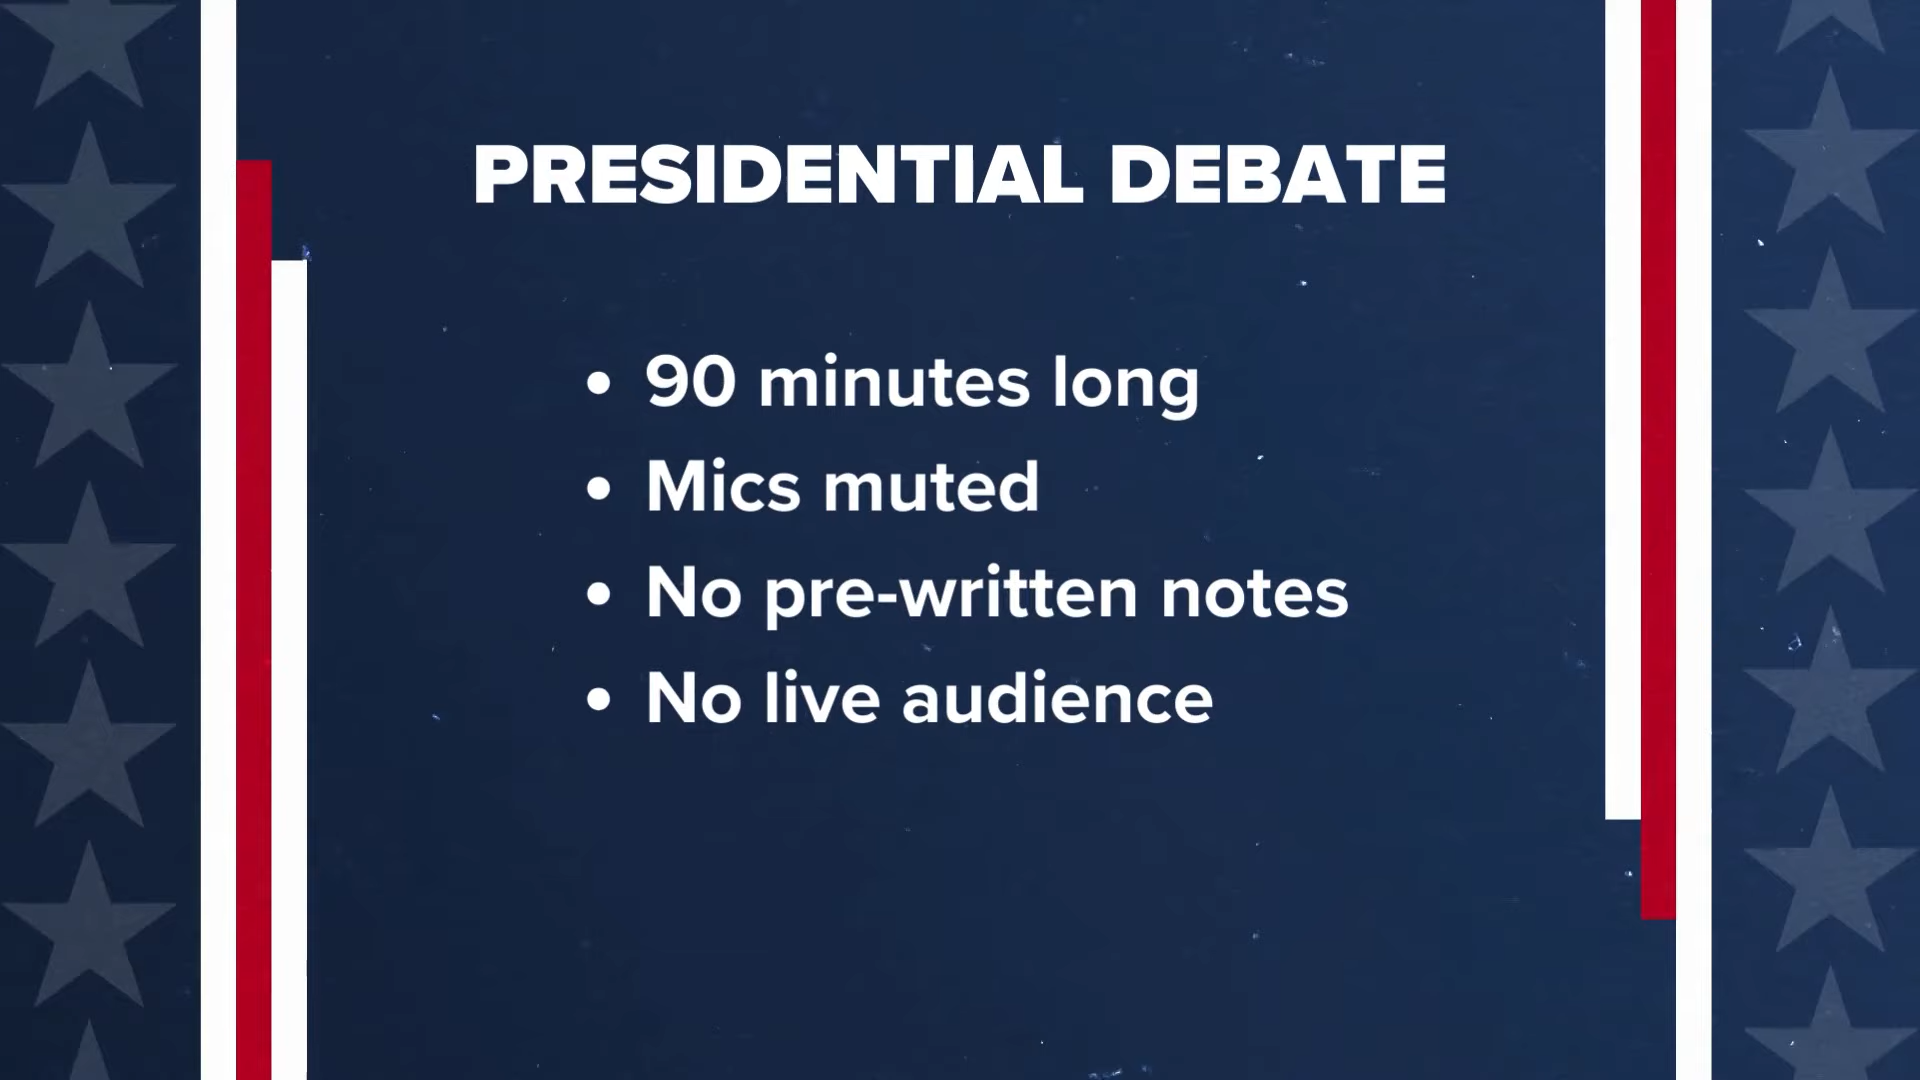 PRESIDENTIAL DEBATE
• 90 minutes long
• Mics muted
• No pre-written notes
• No live audience